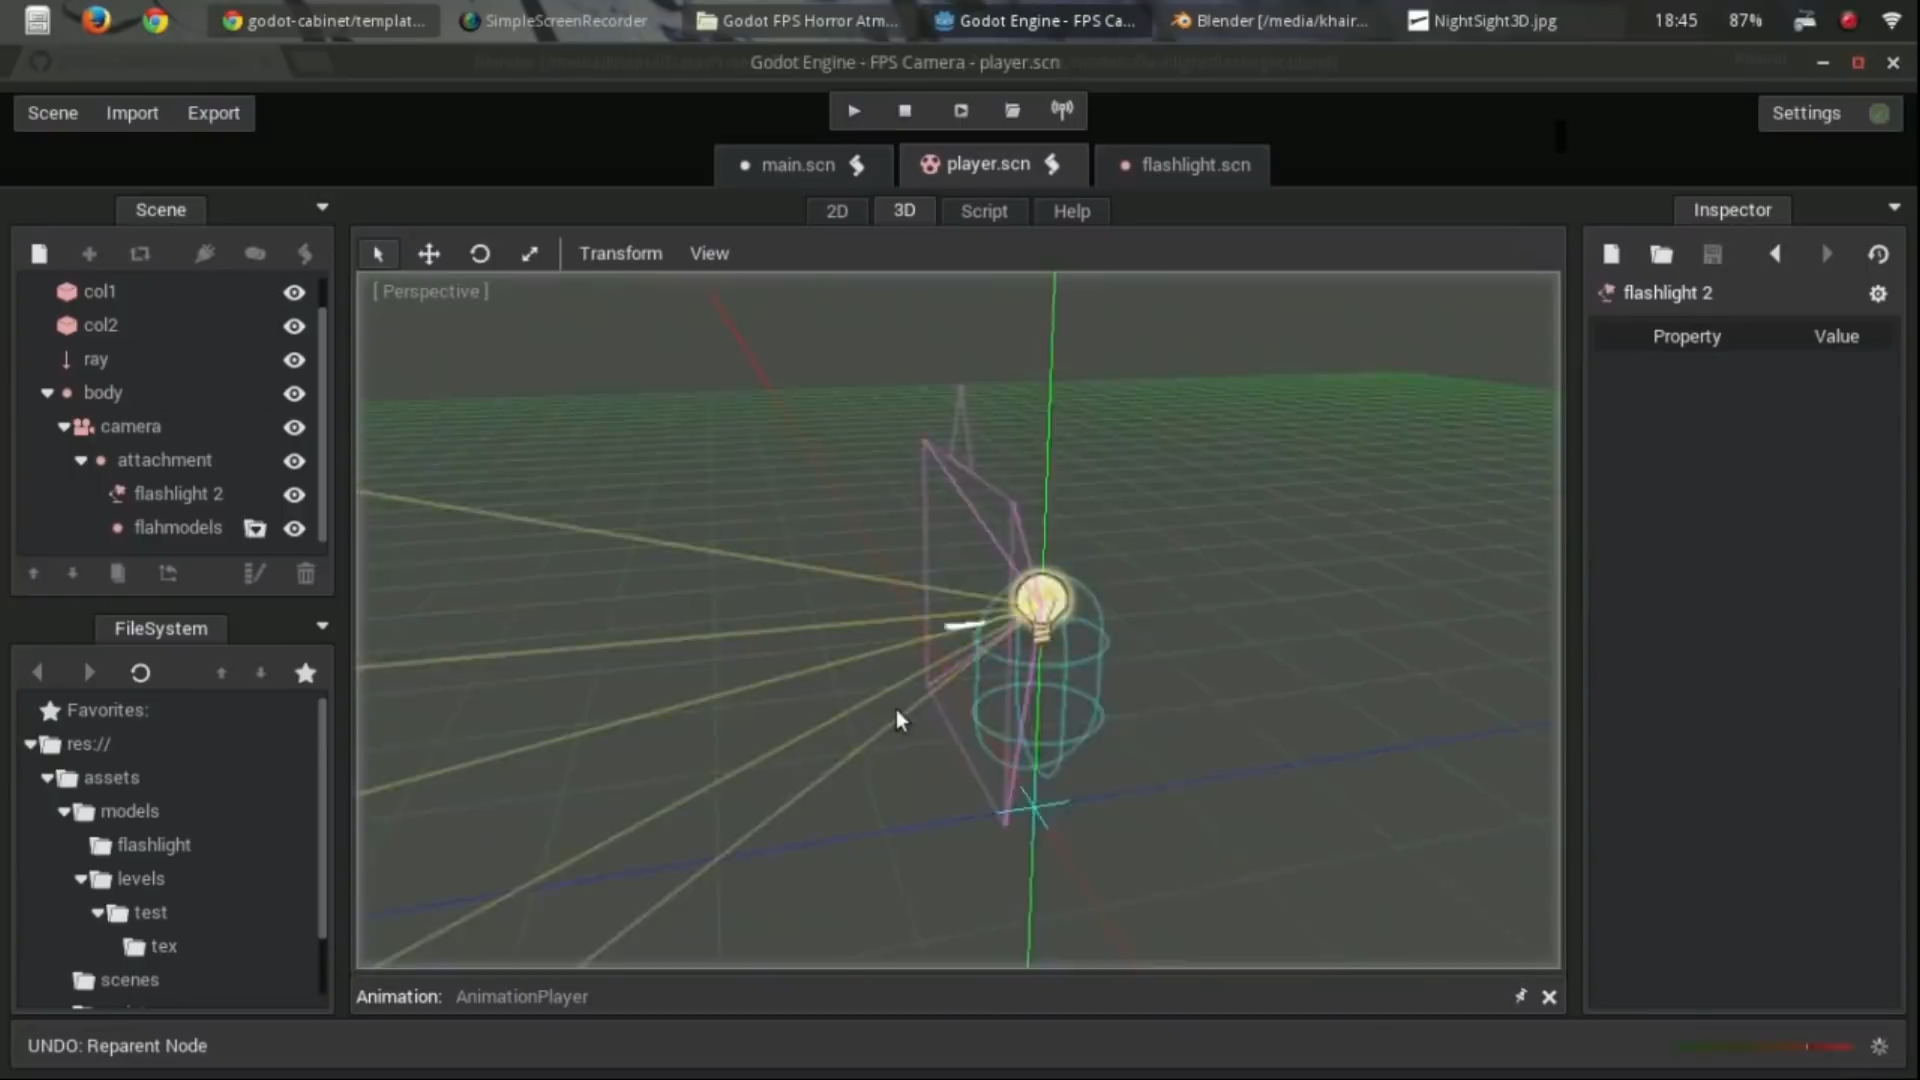 godot-cabinet/templat...
SimpleScreenRecorder
Godot FPS Horror Atm...
Godot Engine - FPS Ca...
Blender [/media/khair...
NightSight3D.jpg
18:45
87%
Godot Engine - FPS Camera - player.scn
Scene Import Export
Settings
main.scn
player.scn
flashlight.scn
Scene
2D 3D Script Help
Inspector
Transform View
[ Perspective ]
col1
col2
ray
body
camera
attachment
flashlight 2
flahmodels
flashlight 2
Property Value
FileSystem
Favorites:
res://
assets
models
flashlight
levels
test
tex
scenes
Animation: AnimationPlayer
UNDO: Reparent Node